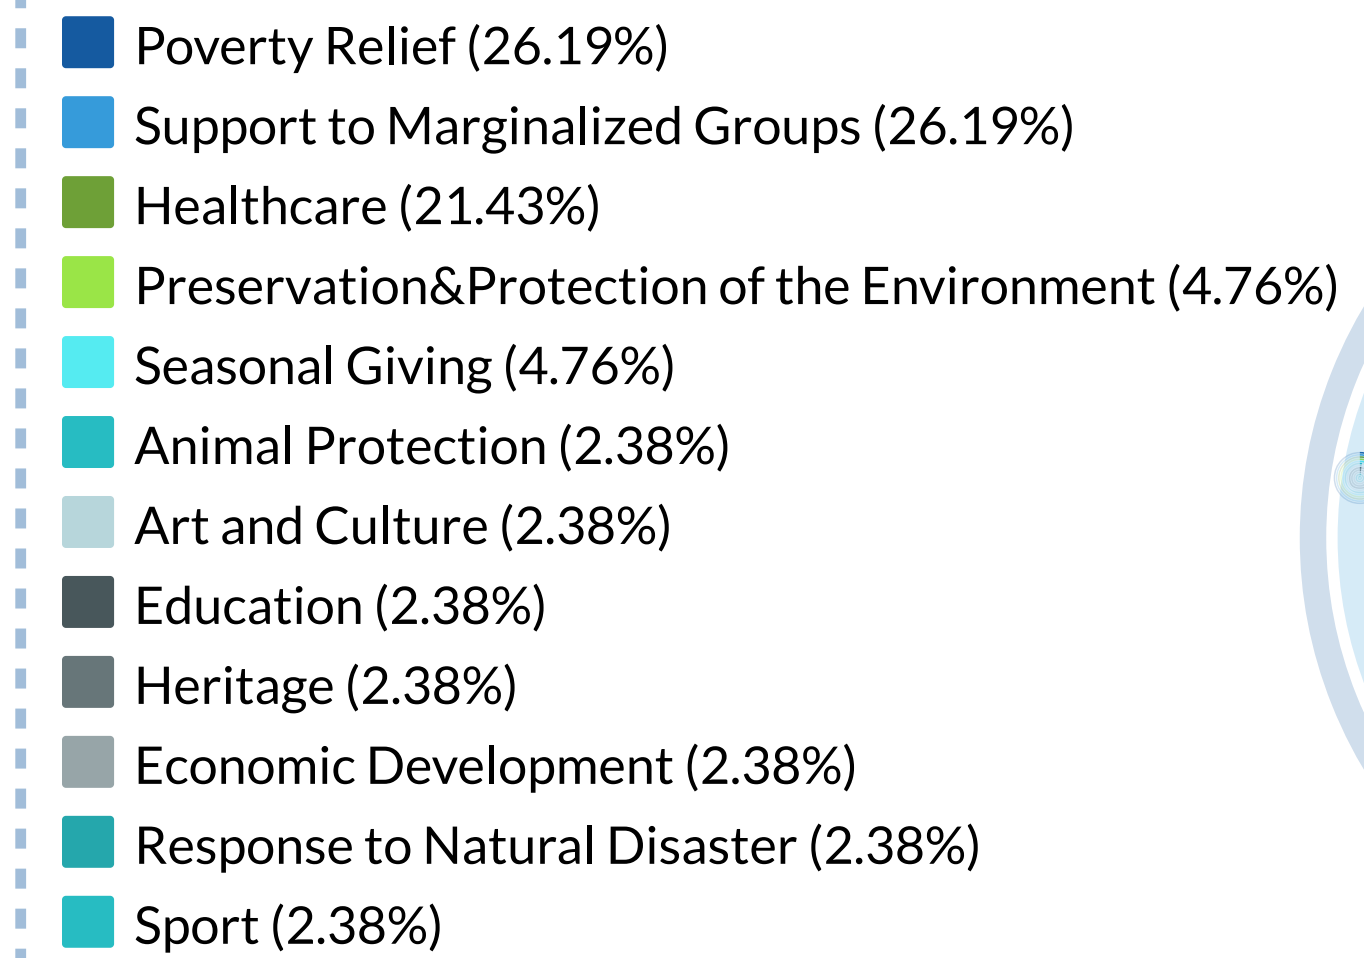 Poverty Relief (26.19%)
Support to Marginalized Groups (26.19%)
Healthcare (21.43%)
Preservation&Protection of the Environment (4.76%)
Seasonal Giving (4.76%)
Animal Protection (2.38%)
Art and Culture (2.38%)
Education (2.38%)
Heritage (2.38%)
Economic Development (2.38%)
Response to Natural Disaster (2.38%)
Sport (2.38%)